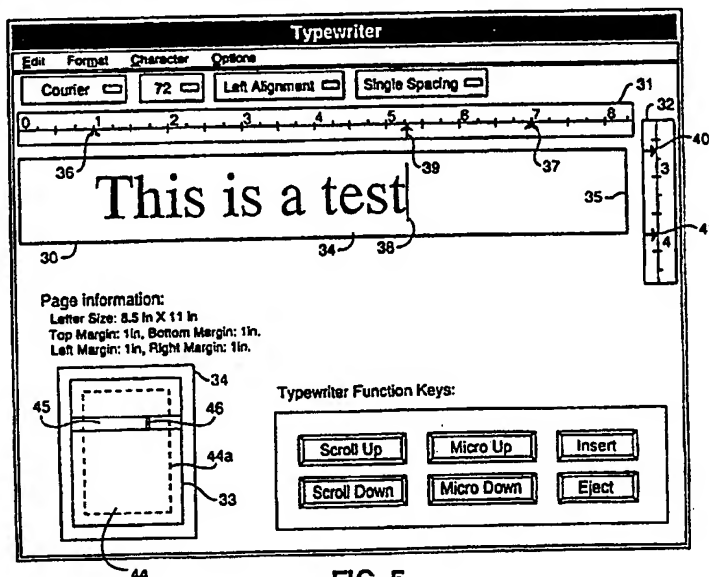 Typewriter
Edit Format Character Options
Courier 72 Left Alignment Single Spacing
31
0 1 2 3 4 5 6 7 8
32
40
36 39 37
3
This is a test
35
4
4
30 34 38
Page information:
Letter Size: 8.5 in X 11 in
Top Margin: 1in, Bottom Margin: 1in.
Left Margin: 1in, Right Margin: 1in.
34
Typewriter Function Keys:
45 46
Scroll Up Micro Up Insert
44a
33
Scroll Down Micro Down Eject
44
FIG. 5